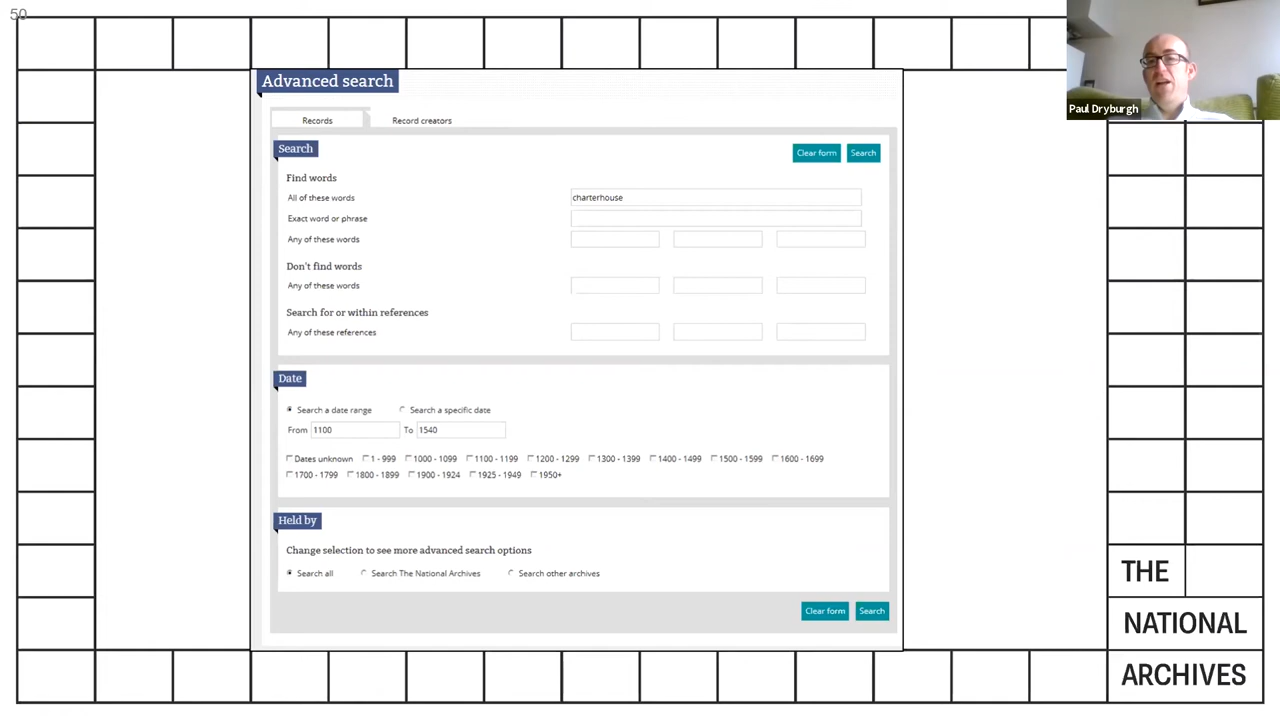 50
Paul Dryburgh
Advanced search
Records Record creators
Search
Clear form Search
Find words
All of these words charterhouse
Exact word or phrase
Any of these words
Don't find words
Any of these words
Search for or within references
Any of these references
Date
Search a date range Search a specific date
From 1100 To 1540
Dates unknown 1 - 999 1000 - 1099 1100 - 1199 1200 - 1299 1300 - 1399 1400 - 1499 1500 - 1599 1600 - 1699
1700 - 1799 1800 - 1899 1900 - 1924 1925 - 1949 1950+
Held by
Change selection to see more advanced search options
Search all Search The National Archives Search other archives
Clear form Search
THE
NATIONAL
ARCHIVES